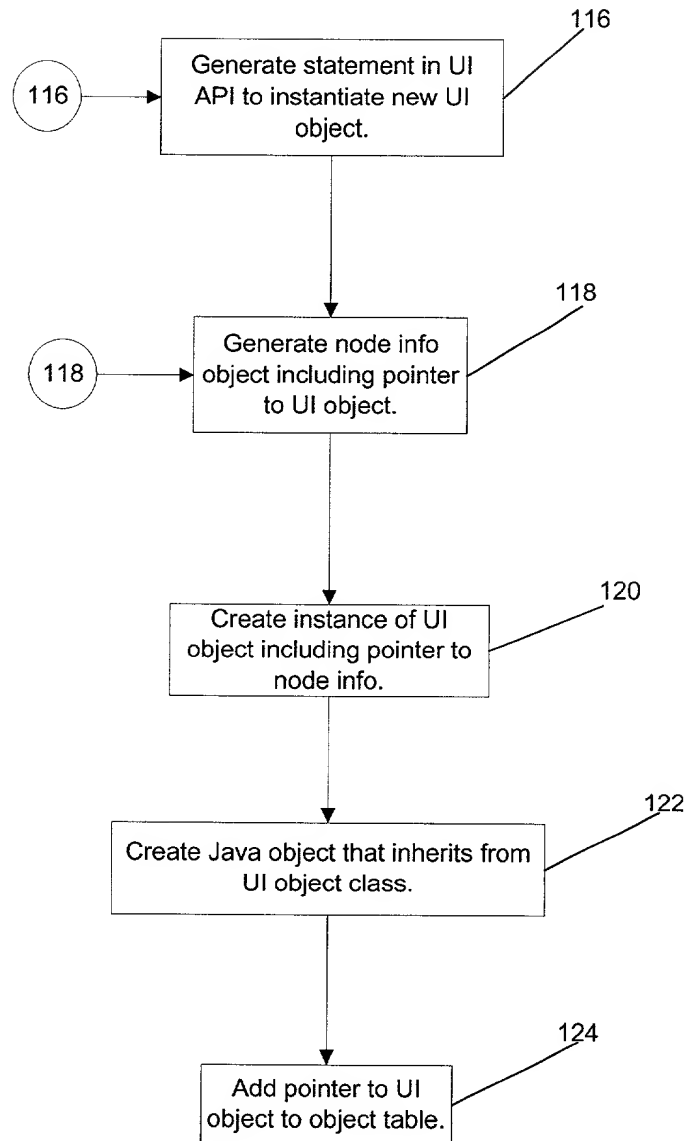 116
Generate statement in UI
API to instantiate new UI
object.
116
118
Generate node info
object including pointer
to UI object.
118
120
Create instance of UI
object including pointer to
node info.
122
Create Java object that inherits from
UI object class.
124
Add pointer to UI
object to object table.